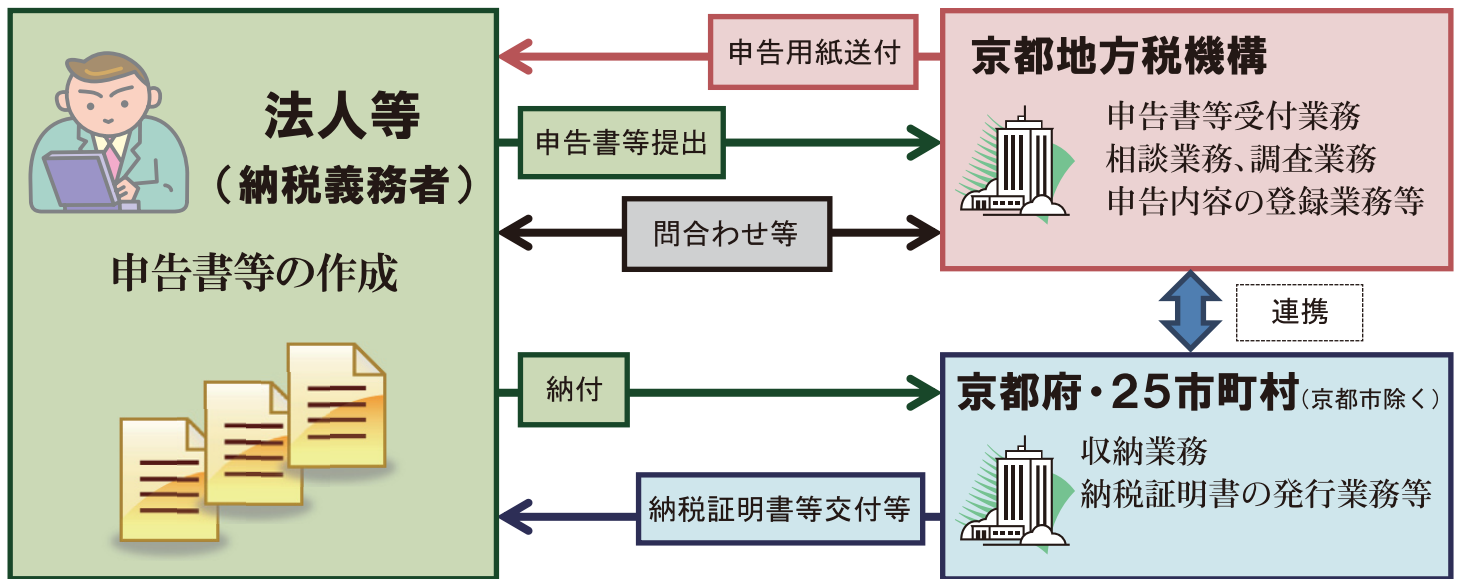 法人等
（納税義務者）
申告書等の作成
申告用紙送付
申告書等提出
問合わせ等
納付
納税証明書等交付等
京都地方税機構
申告書等受付業務
相談業務、調査業務
申告内容の登録業務等
連携
京都府・25市町村（京都市除く）
収納業務
納税証明書の発行業務等